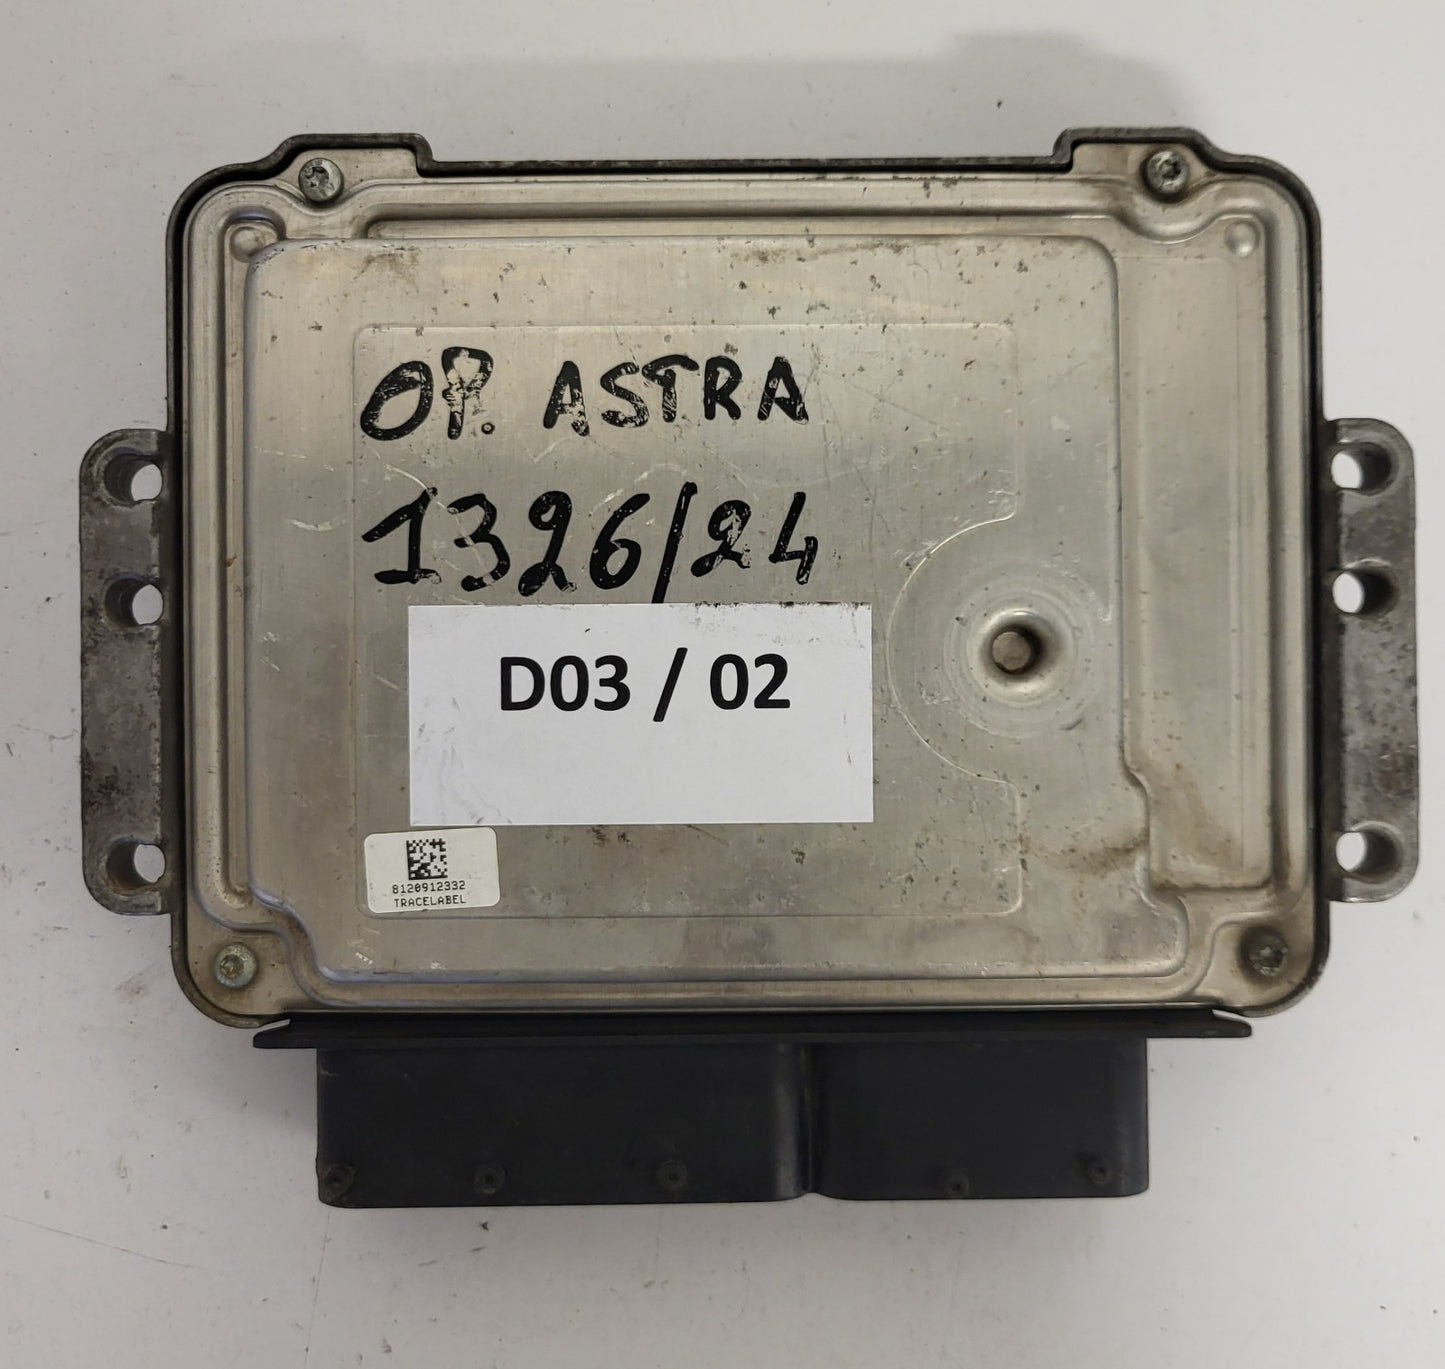 OP. ASTRA
1326/24
D03 / 02
8120912332
TRACELABEL